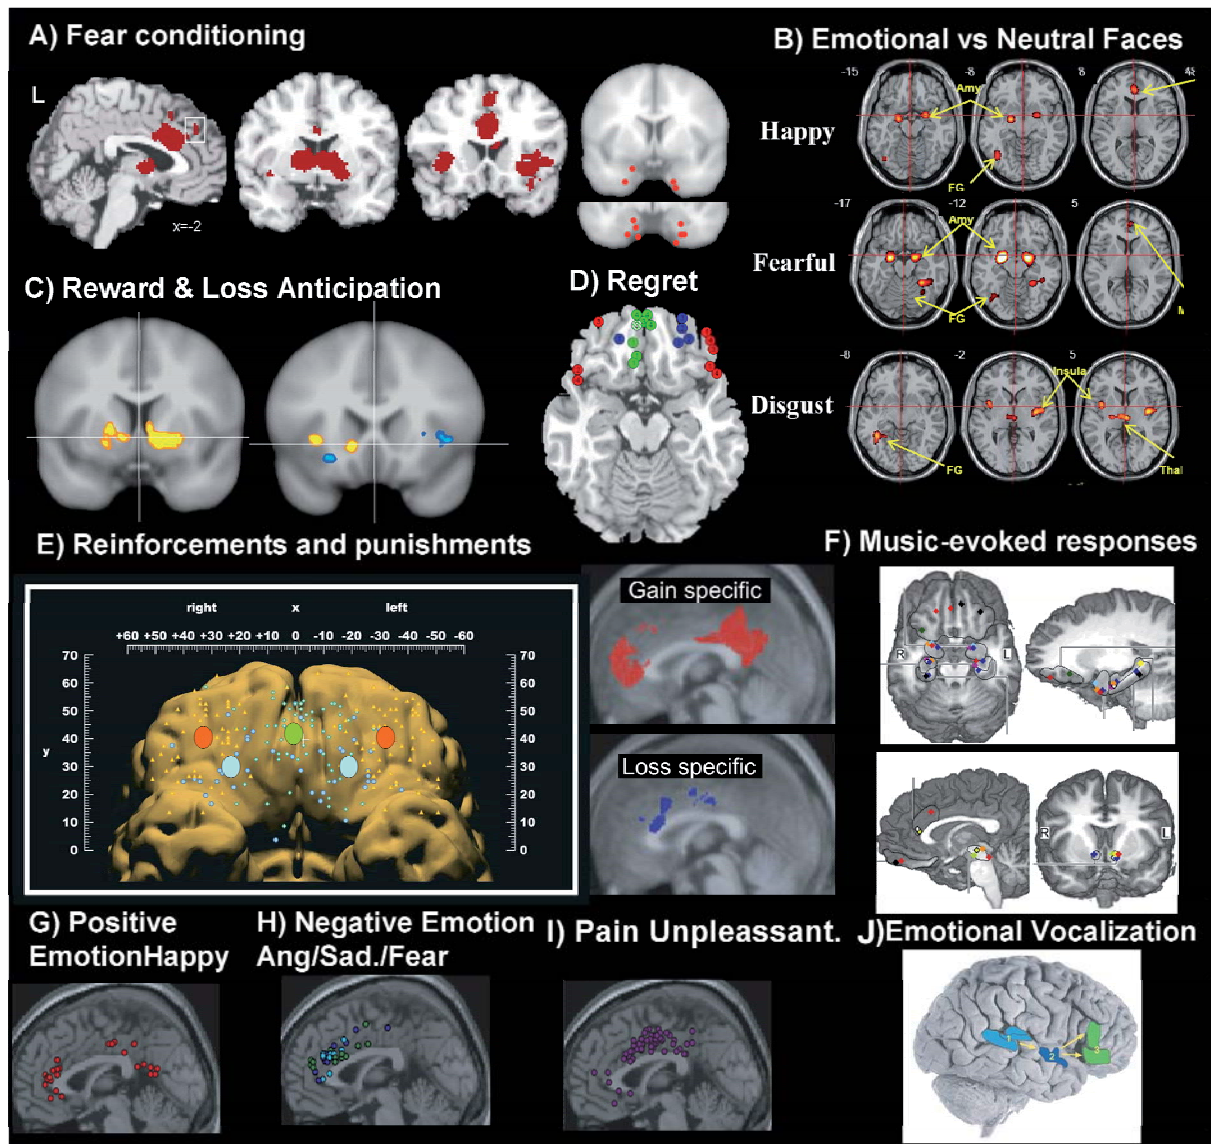 A) Fear conditioning
L
x=-2
B) Emotional vs Neutral Faces
-15
-8
8
48
Amy
Happy
FG
-17
-12
5
Amy
Fearful
FG
M
-8
-2
5
Insula
Disgust
FG
Thal
C) Reward & Loss Anticipation
D) Regret
E) Reinforcements and punishments
right x left
+60 +50 +40 +30 +20 +10 0 -10 -20 -30 -40 -50 -60
70 70
60 60
50 50
y 40 40
30 30
20 20
10 10
0 0
Gain specific
Loss specific
F) Music-evoked responses
R L
R L
G) Positive
EmotionHappy
H) Negative Emotion
Ang/Sad./Fear
I) Pain Unpleassant.
J)Emotional Vocalization
1
2
3